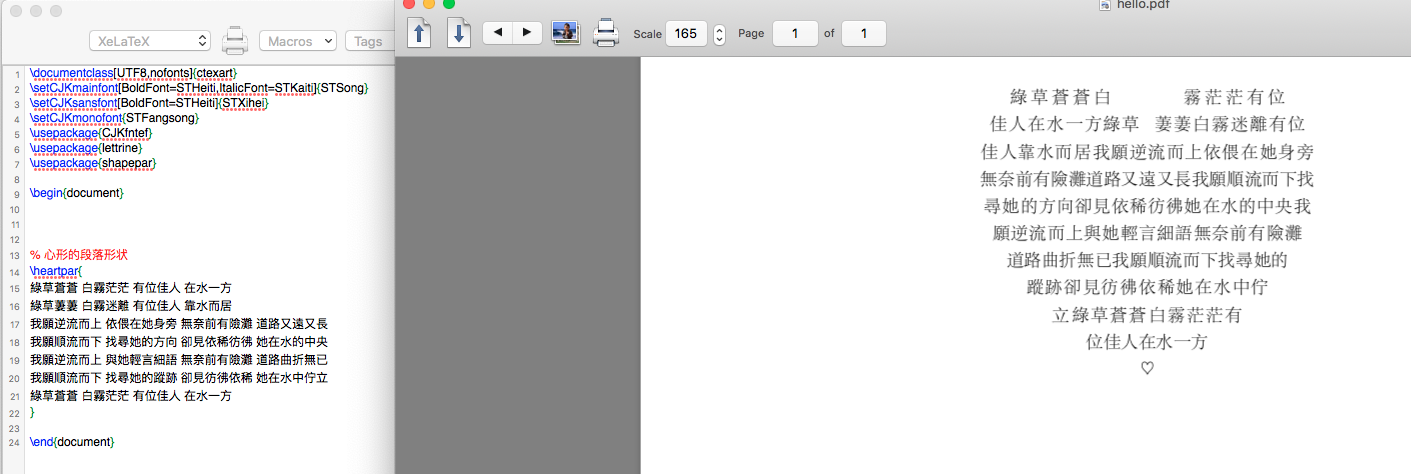 XeLaTeX
Macros
Tags
1 \documentclass[UTF8,nofonts]{ctexart}
2 \setCJKmainfont[BoldFont=STHeiti,ItalicFont=STKaiti]{STSong}
3 \setCJKsansfont[BoldFont=STHeiti]{STXihei}
4 \setCJKmonofont{STFangsong}
5 \usepackage{CJKfntef}
6 \usepackage{lettrine}
7 \usepackage{shapepar}
8
9 \begin{document}
10
11
12
13 % 心形的段落形状
14 \heartpar{
15 綠草蒼蒼 白霧茫茫 有位佳人 在水一方
16 綠草萋萋 白霧迷離 有位佳人 靠水而居
17 我願逆流而上 依偎在她身旁 無奈前有險灘 道路又遠又長
18 我願順流而下 找尋她的方向 卻見依稀彷彿 她在水的中央
19 我願逆流而上 與她輕言細語 無奈前有險灘 道路曲折無已
20 我願順流而下 找尋她的蹤跡 卻見彷彿依稀 她在水中佇立
21 綠草蒼蒼 白霧茫茫 有位佳人 在水一方
22 }
23
24 \end{document}
hello.pdf
Scale 165 Page 1 of 1
綠草蒼蒼白 霧茫茫有位
佳人在水一方綠草 萋萋白霧迷離有位
佳人靠水而居我願逆流而上依偎在她身旁
無奈前有險灘道路又遠又長我願順流而下找
尋她的方向卻見依稀彷彿她在水的中央我
願逆流而上與她輕言細語無奈前有險灘
道路曲折無已我願順流而下找尋她的
蹤跡卻見彷彿依稀她在水中佇
立綠草蒼蒼白霧茫茫有
位佳人在水一方
♡